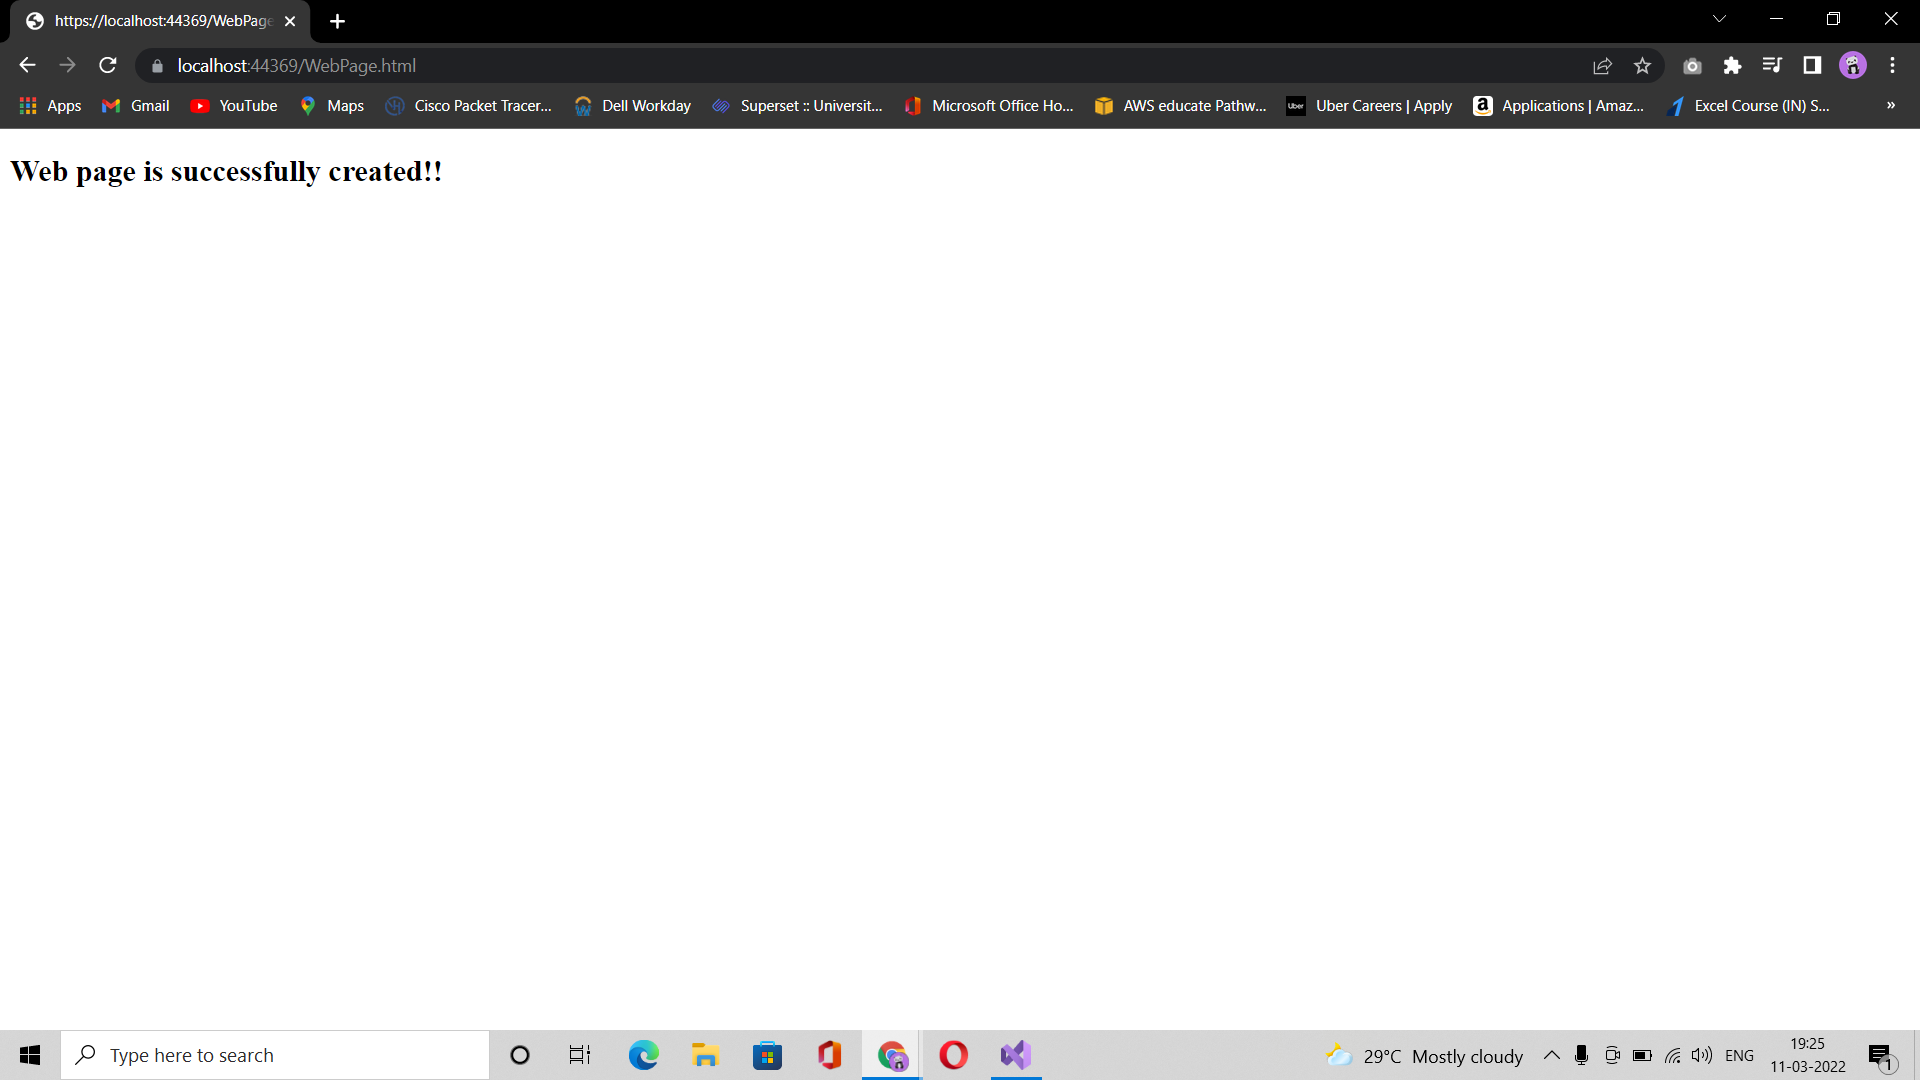 https://localhost:44369/WebPage
localhost:44369/WebPage.html
Apps Gmail YouTube Maps Cisco Packet Tracer... Dell Workday Superset :: Universit... Microsoft Office Ho... AWS educate Pathw... Uber Uber Careers | Apply a Applications | Amaz... Excel Course (IN) S... »
Web page is successfully created!!
Type here to search
29°C Mostly cloudy
ENG
19:25
11-03-2022
1